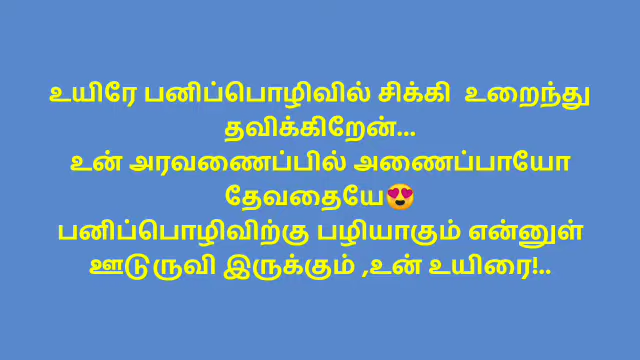 உயிரே பனிப்பொழிவில் சிக்கி உறைந்து
தவிக்கிறேன்...
உன் அரவணைப்பில் அணைப்பாயோ
தேவதையே😍
பனிப்பொழிவிற்கு பழியாகும் என்னுள்
ஊடுருவி இருக்கும் ,உன் உயிரை!..